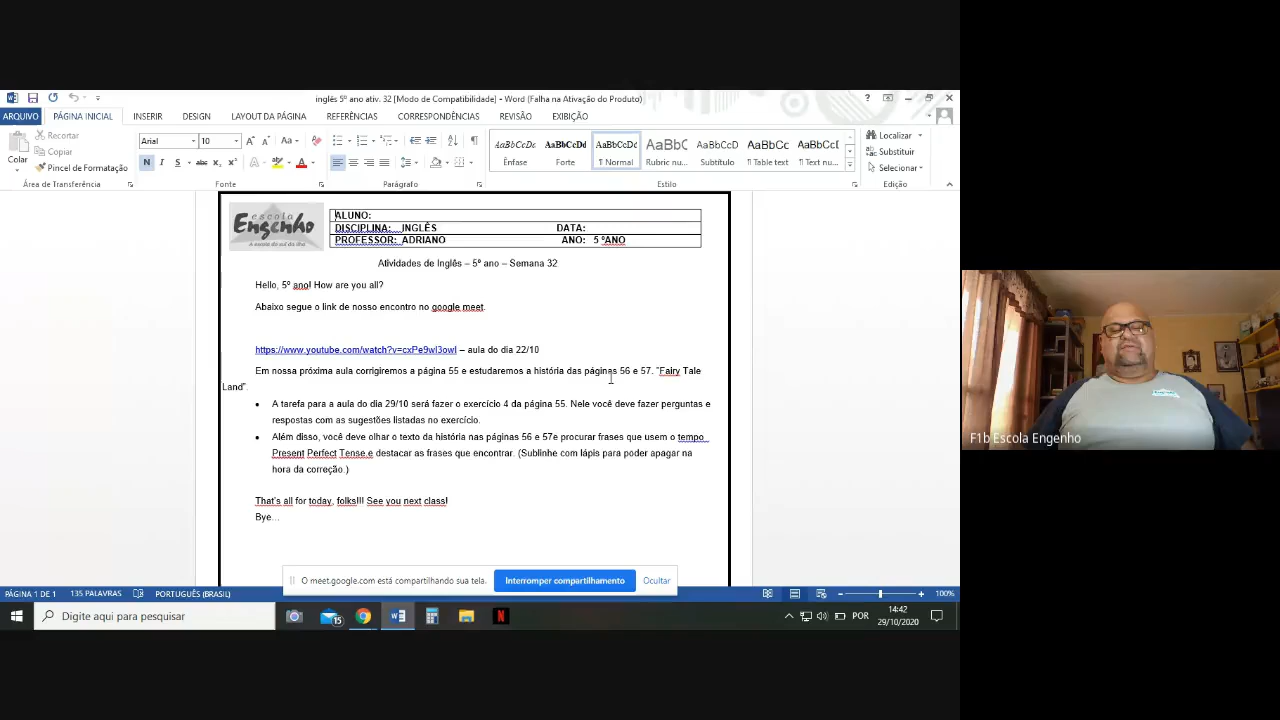 inglês 5º ano ativ. 32 [Modo de Compatibilidade] - Word (Falha na Ativação do Produto)
ARQUIVO PÁGINA INICIAL INSERIR DESIGN LAYOUT DA PÁGINA REFERÊNCIAS CORRESPONDÊNCIAS REVISÃO EXIBIÇÃO
Colar
Recortar
Copiar
Pincel de Formatação
Área de Transferência
Arial 10
Fonte
Parágrafo
AaBbCcDc AaBbCcDd AaBbCcDd AaBbC AaBbCcD AaBbCc AaBbCc
Ênfase Forte ¶ Normal Rubric nu... Subtítulo ¶ Table text ¶ Text nu...
Estilo
Localizar
Substituir
Selecionar
Edição
escola
Engenho
A escola do sul da ilha
ALUNO:
DISCIPLINA: INGLÊS DATA:
PROFESSOR: ADRIANO ANO: 5 ºANO
Atividades de Inglês – 5º ano – Semana 32
Hello, 5º ano! How are you all?
Abaixo segue o link de nosso encontro no google meet.
https://www.youtube.com/watch?v=cxPe9wI3owI – aula do dia 22/10
Em nossa próxima aula corrigiremos a página 55 e estudaremos a história das páginas 56 e 57. "Fairy Tale
Land".
• A tarefa para a aula do dia 29/10 será fazer o exercício 4 da página 55. Nele você deve fazer perguntas e
respostas com as sugestões listadas no exercício.
• Além disso, você deve olhar o texto da história nas páginas 56 e 57e procurar frases que usem o tempo
Present Perfect Tense.e destacar as frases que encontrar. (Sublinhe com lápis para poder apagar na
hora da correção.)
That's all for today, folks!!! See you next class!
Bye...
O meet.google.com está compartilhando sua tela. Interromper compartilhamento Ocultar
PÁGINA 1 DE 1 135 PALAVRAS PORTUGUÊS (BRASIL) 100%
Digite aqui para pesquisar
15
POR
14:42
29/10/2020
F1b Escola Engenho